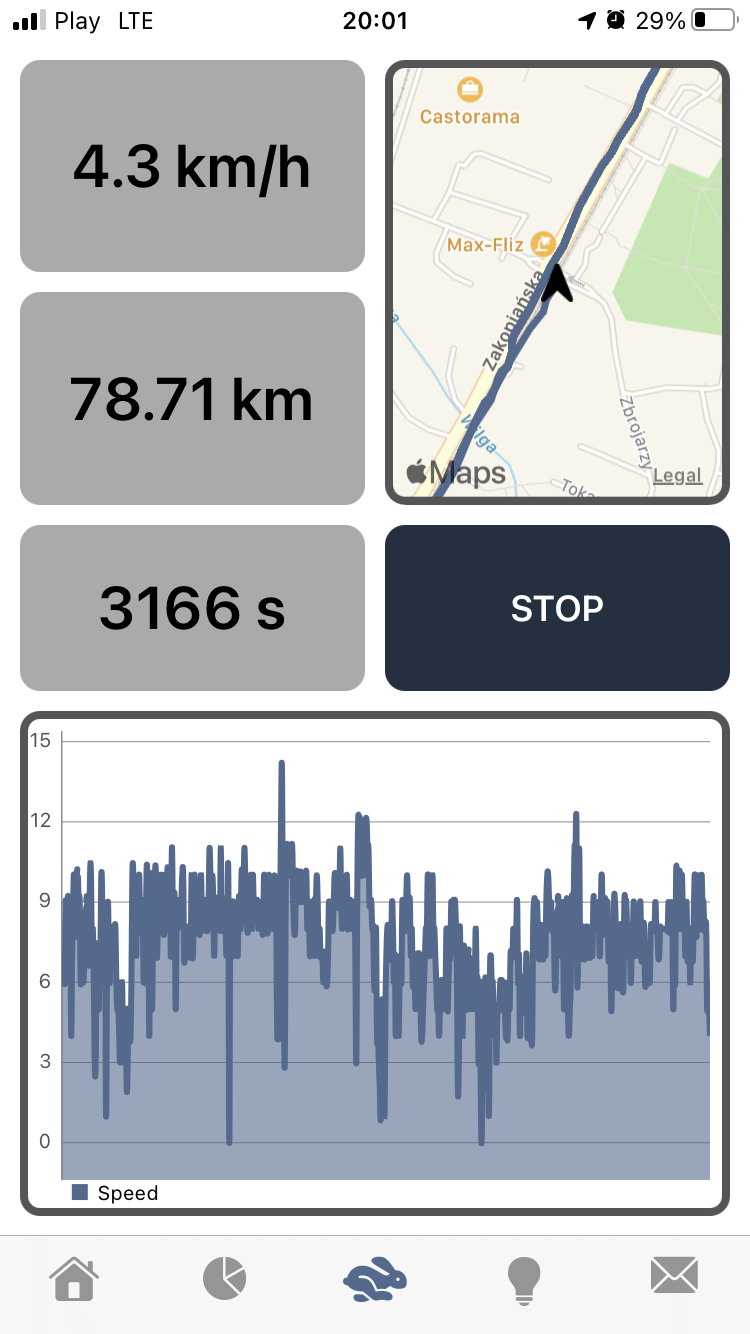 Play LTE 20:01 29%
4.3 km/h
78.71 km
3166 s
Castorama
Max-Fliz
Zakopiańska
Wilga
Zbrojarzy
Maps
Legal
STOP
15
12
9
6
3
0
Speed